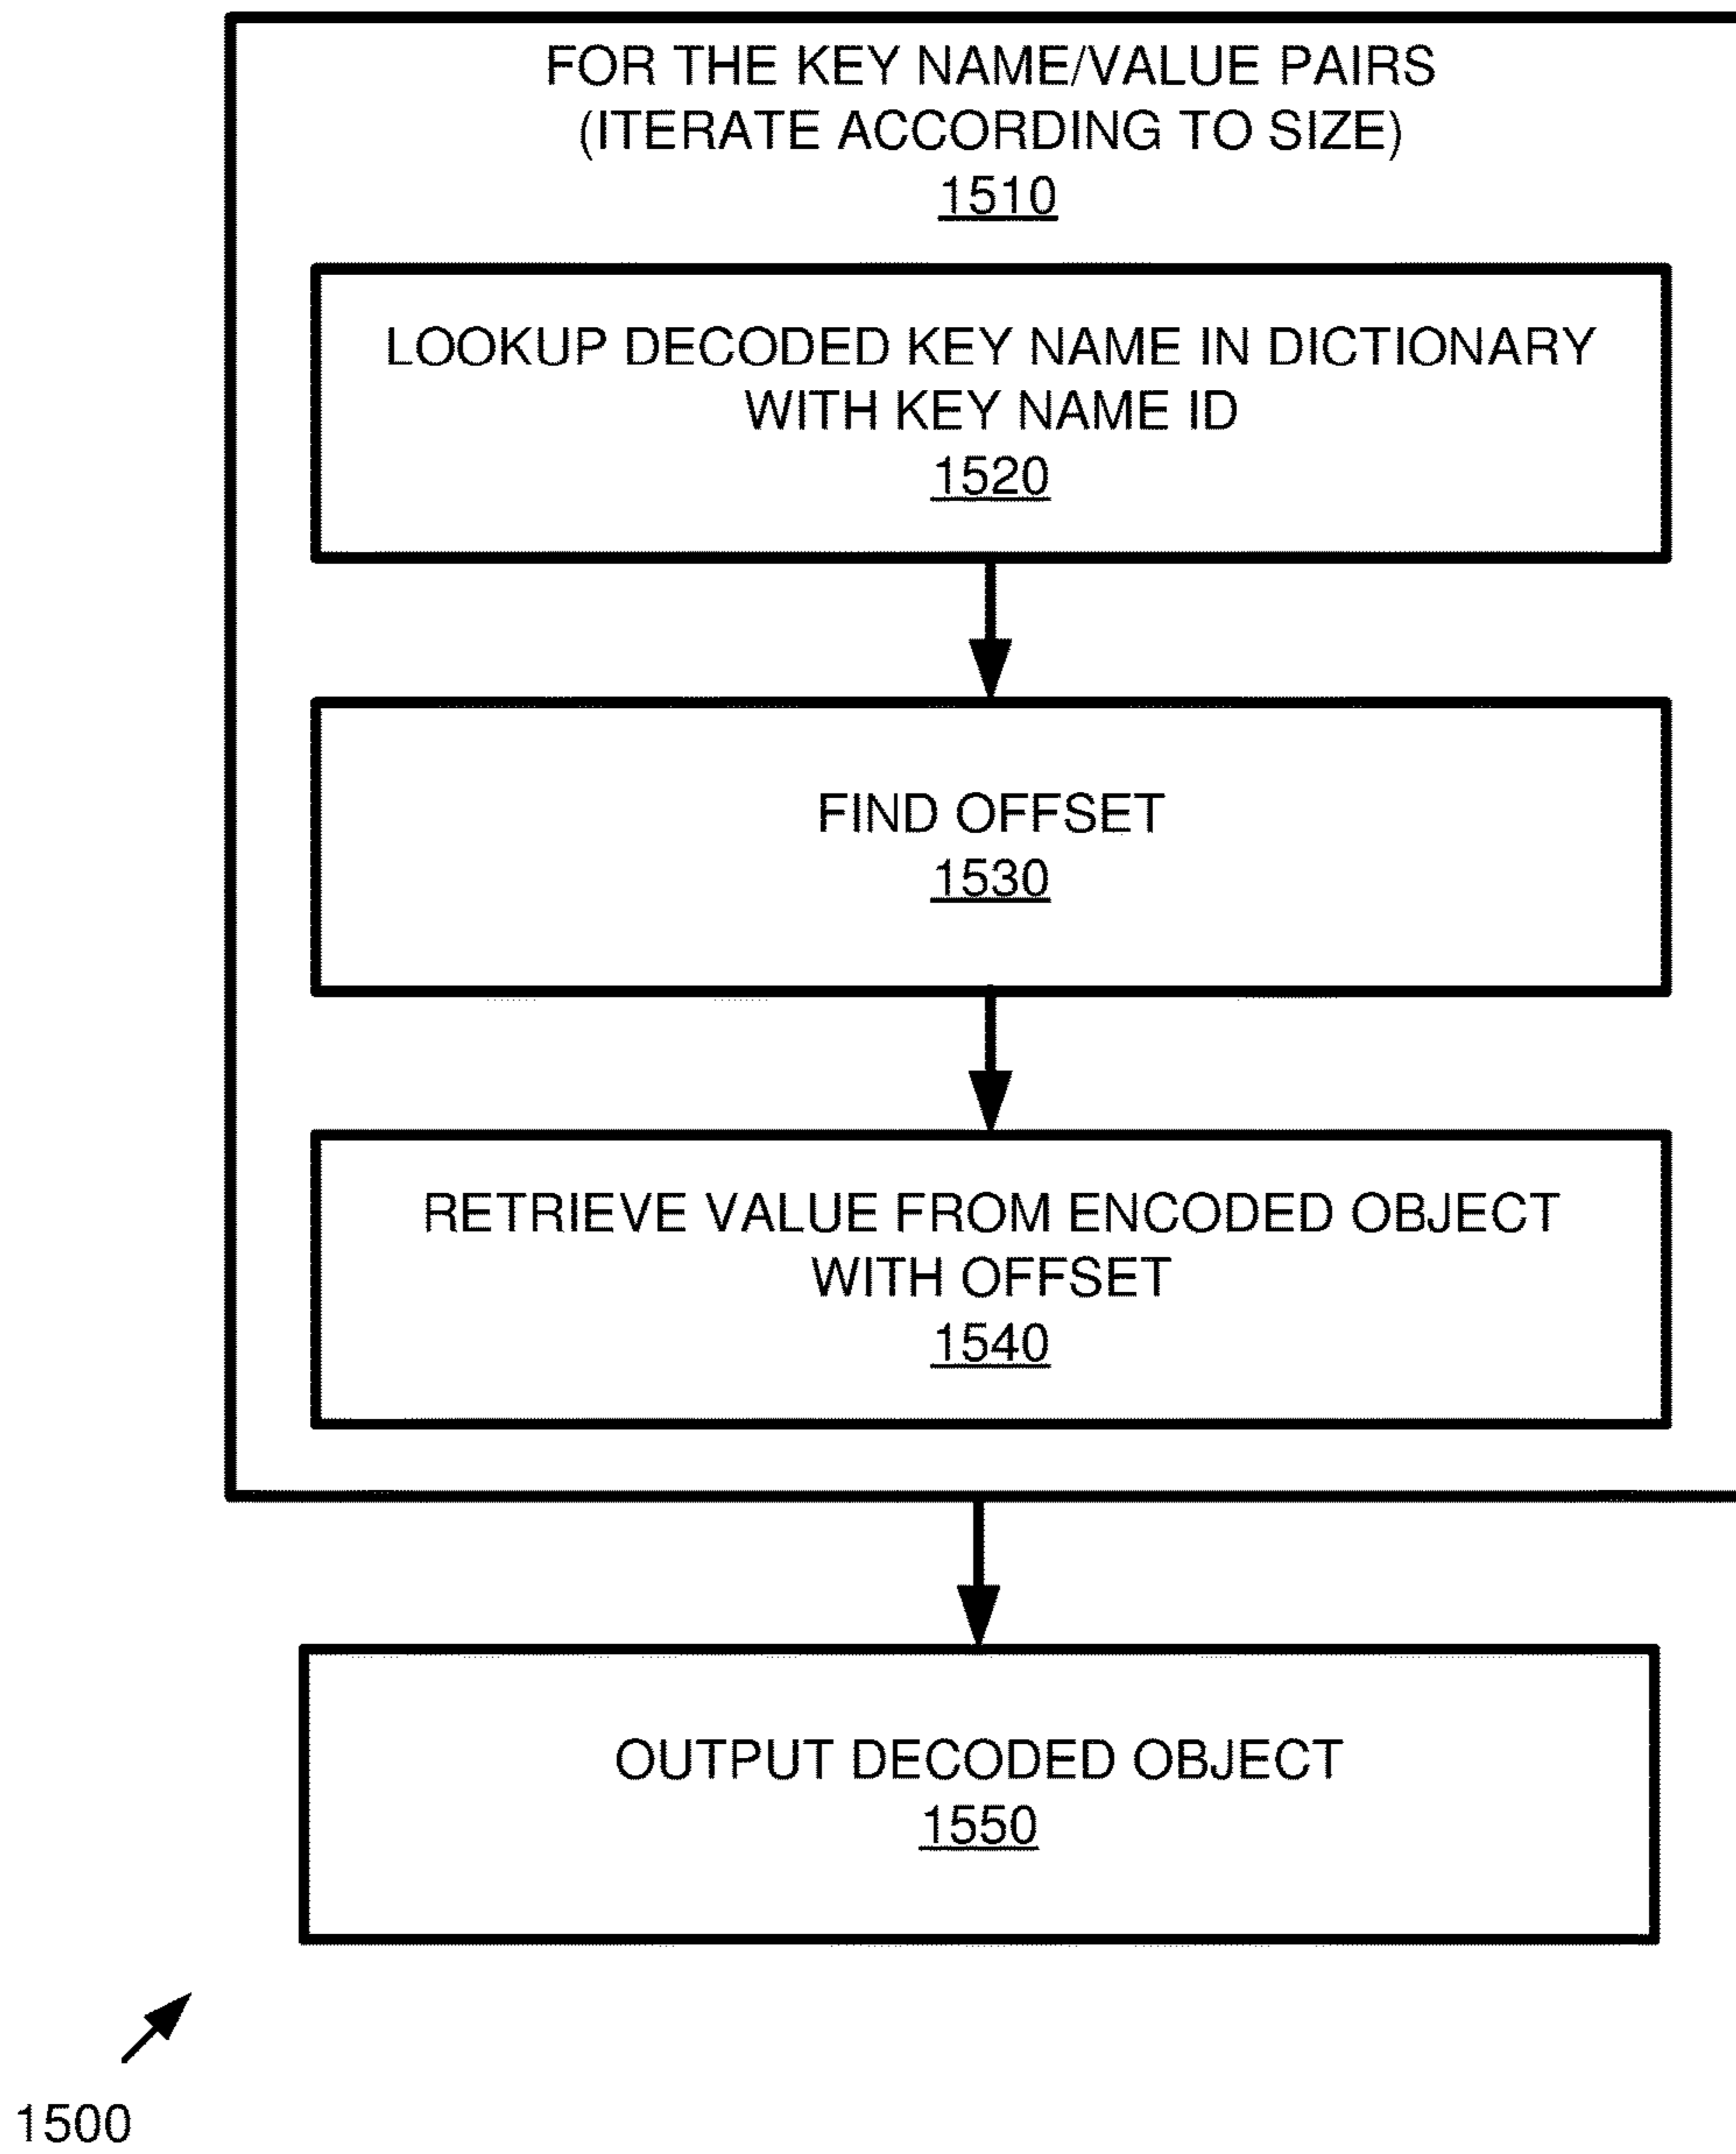 FOR THE KEY NAME/VALUE PAIRS
(ITERATE ACCORDING TO SIZE)
1510
LOOKUP DECODED KEY NAME IN DICTIONARY
WITH KEY NAME ID
1520
FIND OFFSET
1530
RETRIEVE VALUE FROM ENCODED OBJECT
WITH OFFSET
1540
OUTPUT DECODED OBJECT
1550
1500